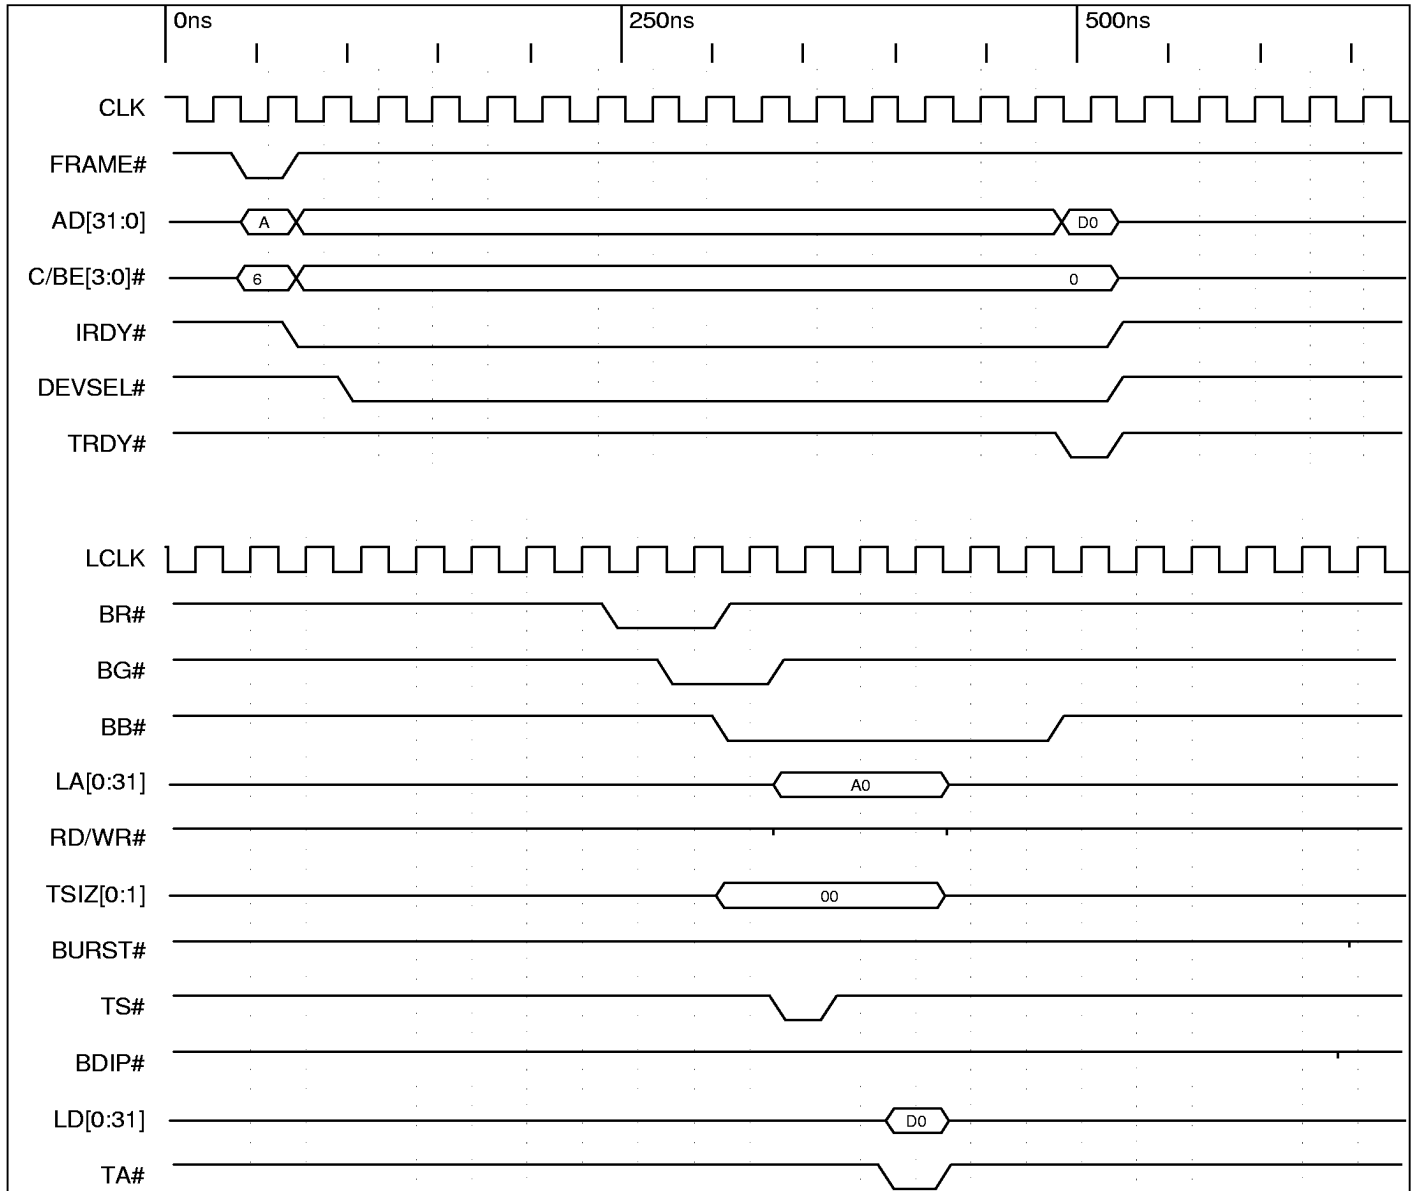 0ns 250ns 500ns
CLK
FRAME#
AD[31:0] A D0
C/BE[3:0]# 6 0
IRDY#
DEVSEL#
TRDY#
LCLK
BR#
BG#
BB#
LA[0:31] A0
RD/WR#
TSIZ[0:1] 00
BURST#
TS#
BDIP#
LD[0:31] D0
TA#